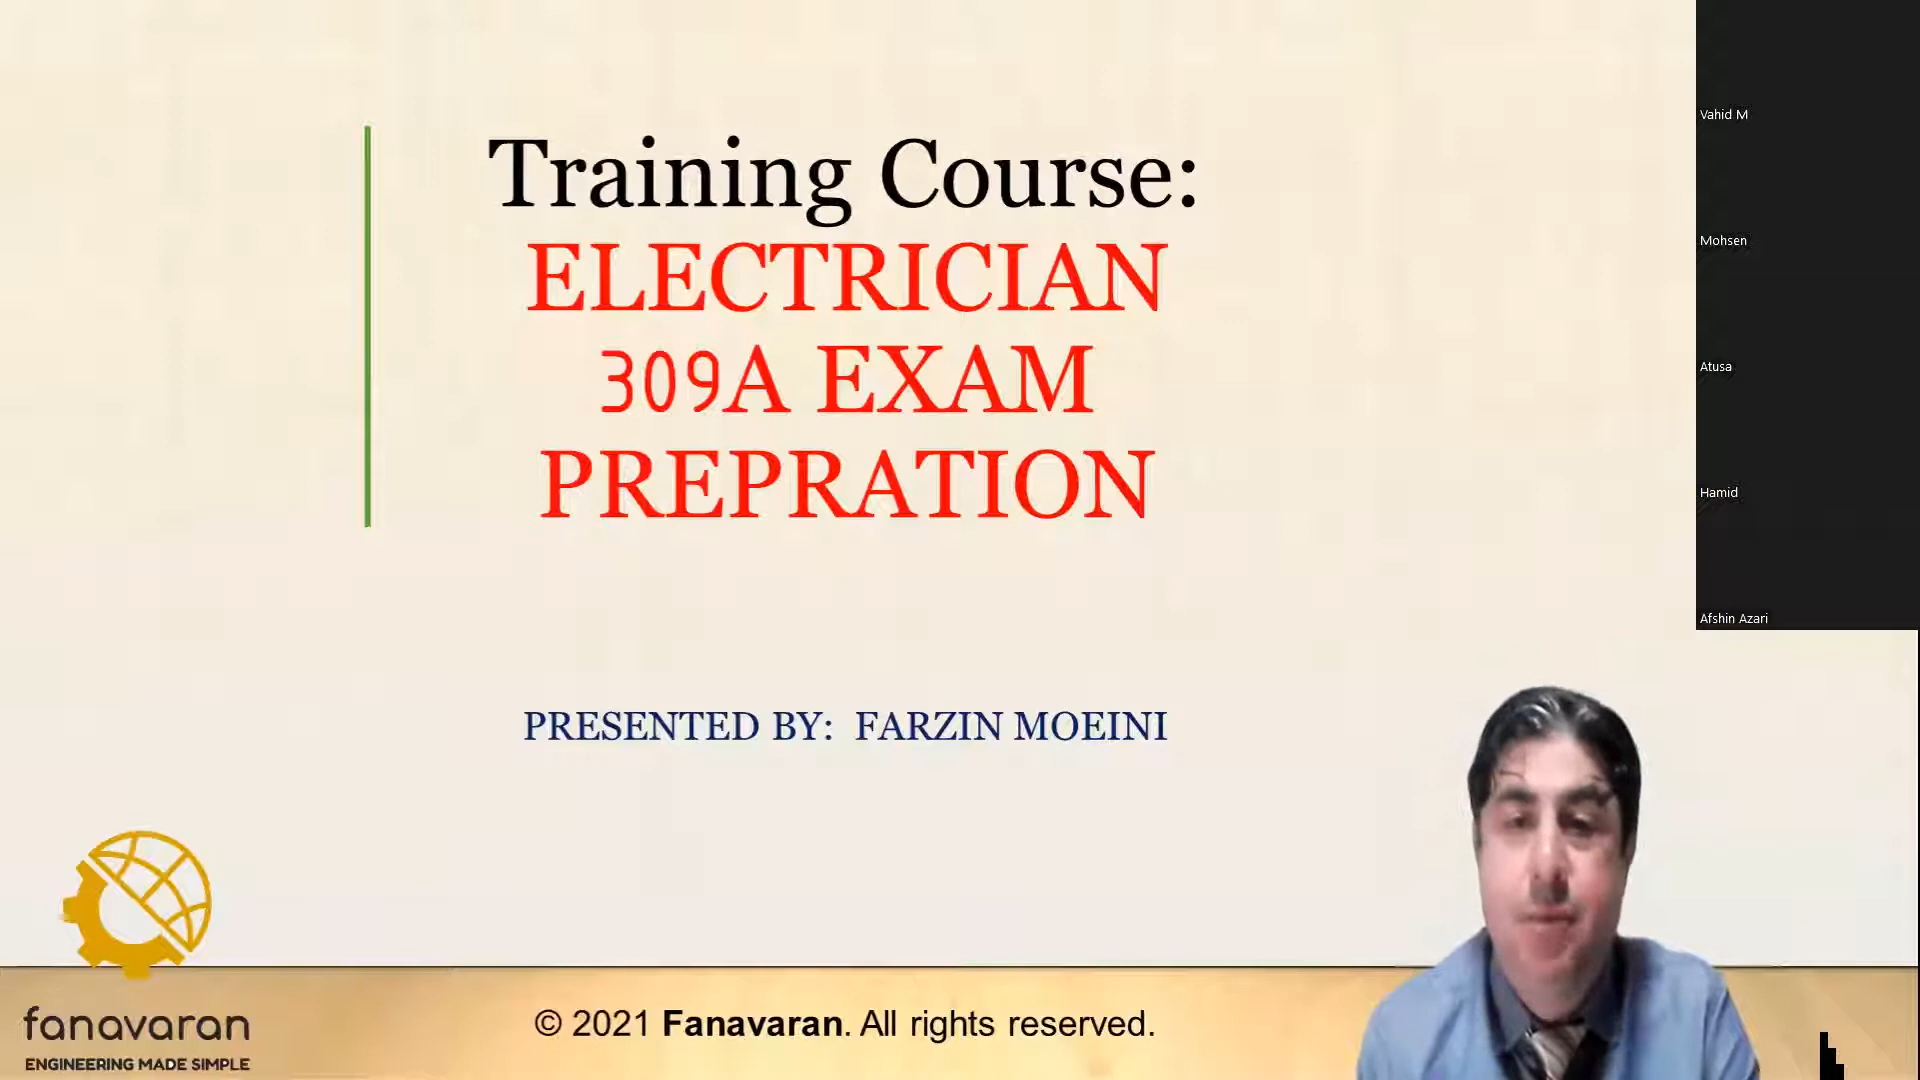 Training Course:
ELECTRICIAN
309A EXAM
PREPRATION
PRESENTED BY: FARZIN MOEINI
fanavaran
ENGINEERING MADE SIMPLE
© 2021 Fanavaran. All rights reserved.
Vahid M
Mohsen
Atusa
Hamid
Afshin Azari